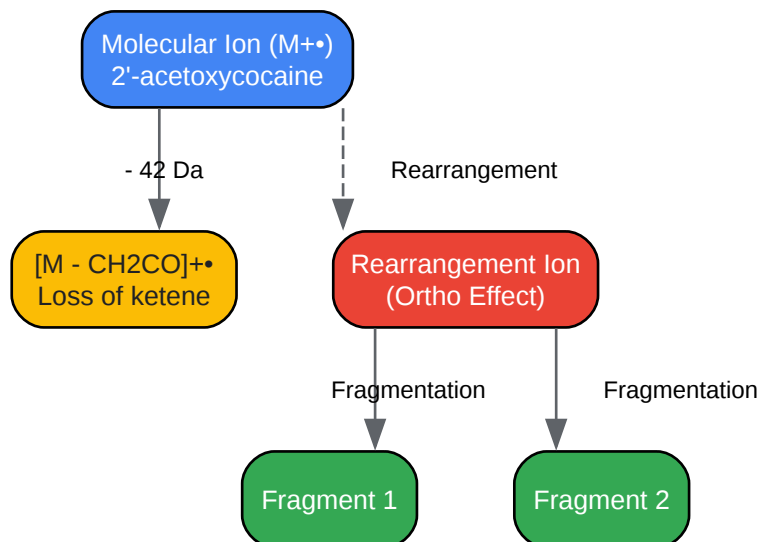 Molecular Ion (M+•)
2'-acetoxycocaine
- 42 Da
Rearrangement
[M - CH2CO]+•
Loss of ketene
Rearrangement Ion
(Ortho Effect)
Fragmentation
Fragmentation
Fragment 1
Fragment 2